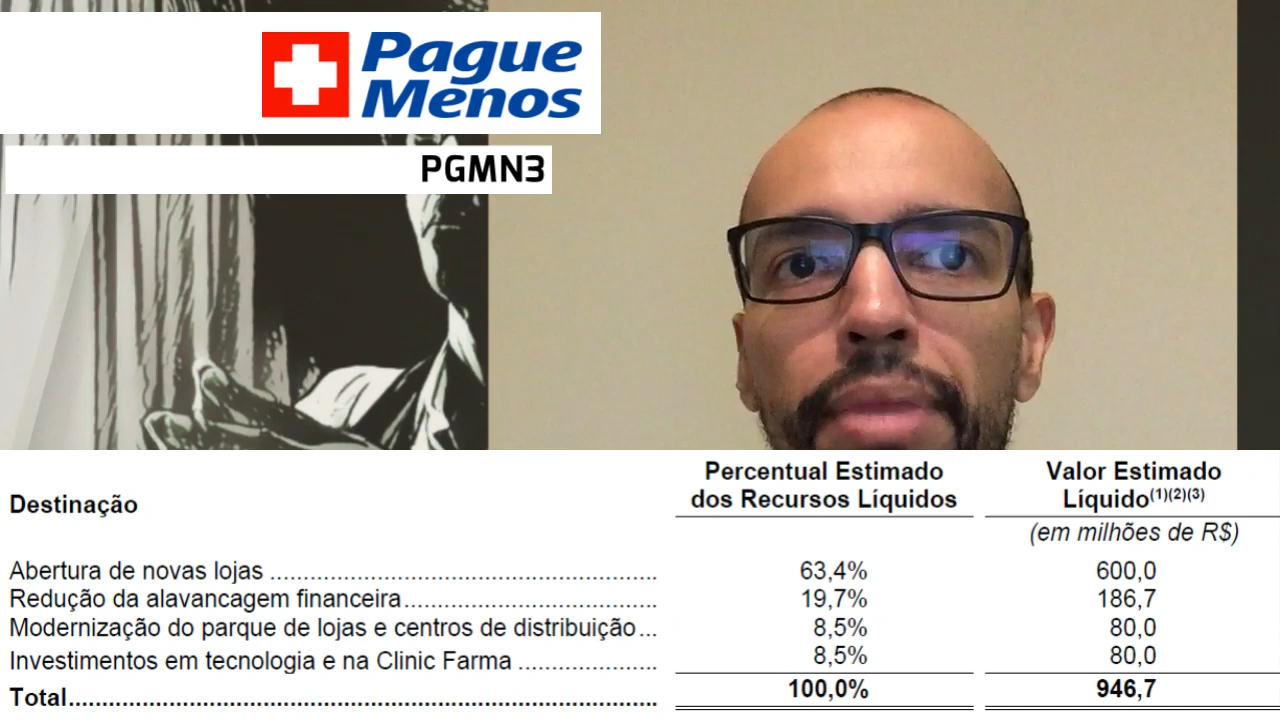 Pague
Menos
PGMN3
Destinação
Percentual Estimado
dos Recursos Líquidos
Valor Estimado
Líquido(1)(2)(3)
(em milhões de R$)
Abertura de novas lojas ................................................................ 63,4% 600,0
Redução da alavancagem financeira........................................... 19,7% 186,7
Modernização do parque de lojas e centros de distribuição... 8,5% 80,0
Investimentos em tecnologia e na Clinic Farma ....................... 8,5% 80,0
Total......................................................................................... 100,0% 946,7